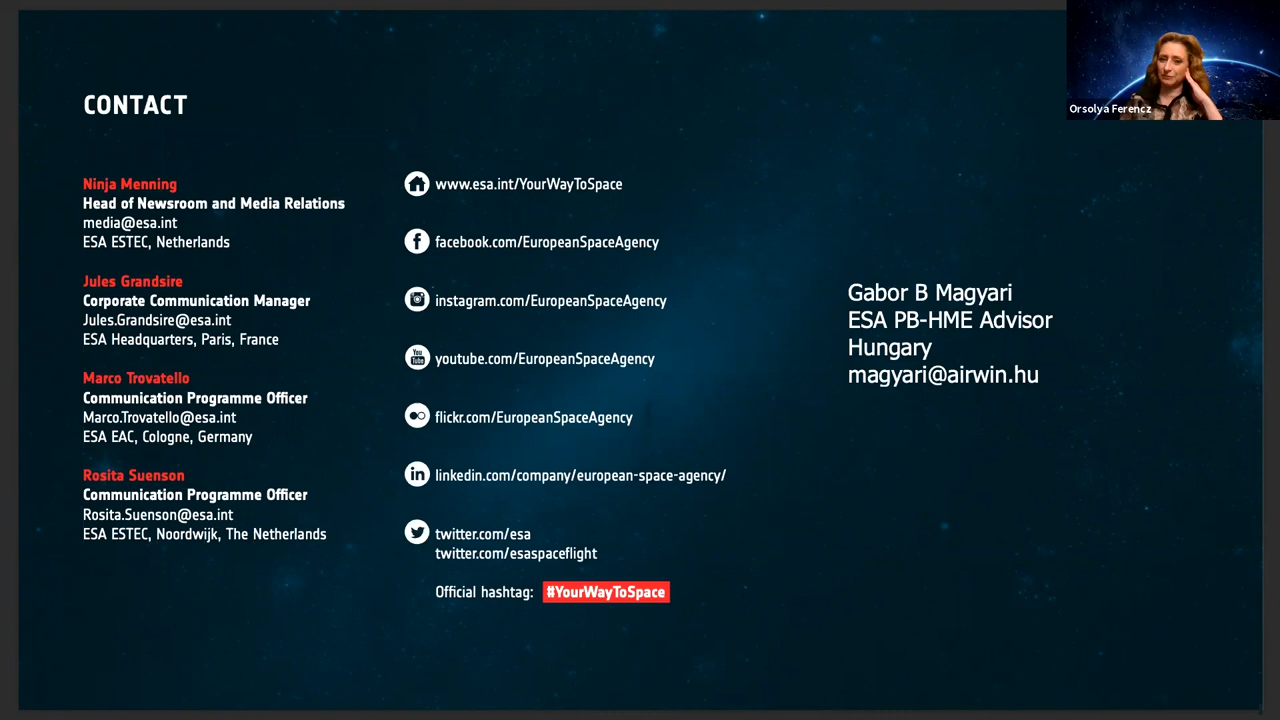 CONTACT
Ninja Menning
Head of Newsroom and Media Relations
media@esa.int
ESA ESTEC, Netherlands
Jules Grandsire
Corporate Communication Manager
Jules.Grandsire@esa.int
ESA Headquarters, Paris, France
Marco Trovatello
Communication Programme Officer
Marco.Trovatello@esa.int
ESA EAC, Cologne, Germany
Rosita Suenson
Communication Programme Officer
Rosita.Suenson@esa.int
ESA ESTEC, Noordwijk, The Netherlands
www.esa.int/YourWayToSpace
facebook.com/EuropeanSpaceAgency
instagram.com/EuropeanSpaceAgency
You
Tube
youtube.com/EuropeanSpaceAgency
flickr.com/EuropeanSpaceAgency
in
linkedin.com/company/european-space-agency/
twitter.com/esa
twitter.com/esaspaceflight
Official hashtag: #YourWayToSpace
Gabor B Magyari
ESA PB-HME Advisor
Hungary
magyari@airwin.hu
Orsolya Ferencz